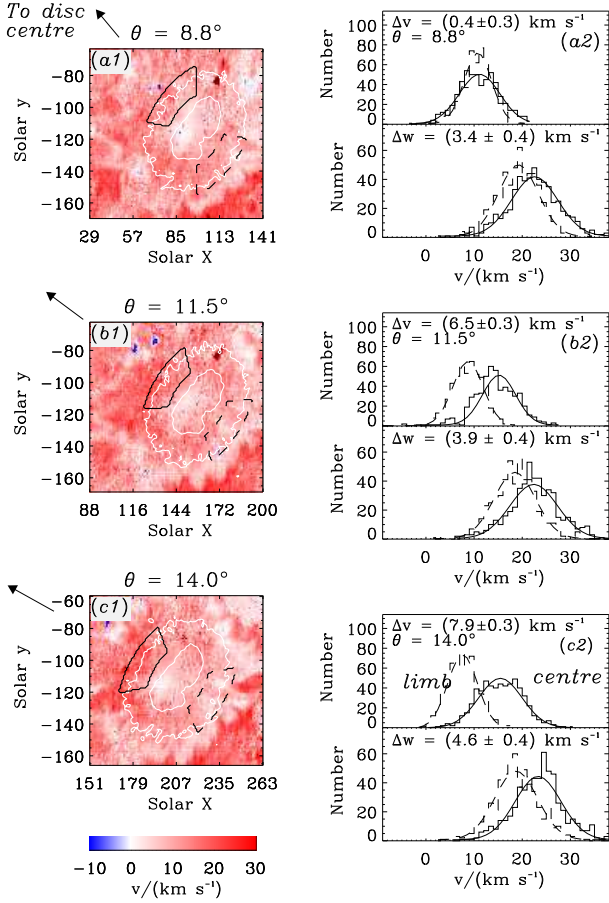 To disc
centre
θ = 8.8°
(a1)
Solar y
−80
−100
−120
−140
−160
29 57 85 113 141
Solar X
Δv = (0.4±0.3) km s⁻¹
θ = 8.8°
(a2)
Number
100
80
60
40
20
0
Δw = (3.4 ± 0.4) km s⁻¹
Number
60
40
20
0
0 10 20 30
v/(km s⁻¹)
θ = 11.5°
(b1)
Solar y
−80
−100
−120
−140
−160
88 116 144 172 200
Solar X
Δv = (6.5±0.3) km s⁻¹
θ = 11.5°
(b2)
Number
100
80
60
40
20
0
Δw = (3.9 ± 0.4) km s⁻¹
Number
60
40
20
0
0 10 20 30
v/(km s⁻¹)
θ = 14.0°
(c1)
Solar y
−60
−80
−100
−120
−140
−160
151 179 207 235 263
Solar X
Δv = (7.9±0.3) km s⁻¹
θ = 14.0°
(c2)
limb centre
Number
100
80
60
40
20
0
Δw = (4.6 ± 0.4) km s⁻¹
Number
60
40
20
0
0 10 20 30
v/(km s⁻¹)
−10 0 10 20 30
v/(km s⁻¹)